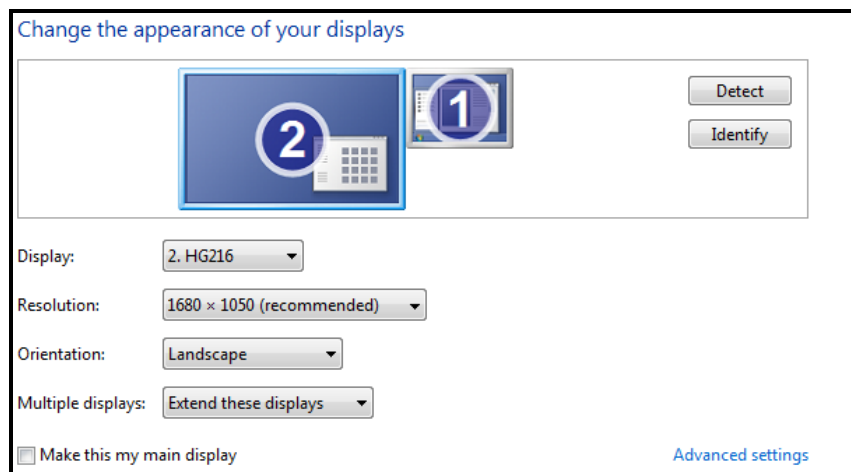 Change the appearance of your displays
2
1
Detect
Identify
Display: 2. HG216
Resolution: 1680 × 1050 (recommended)
Orientation: Landscape
Multiple displays: Extend these displays
Make this my main display
Advanced settings